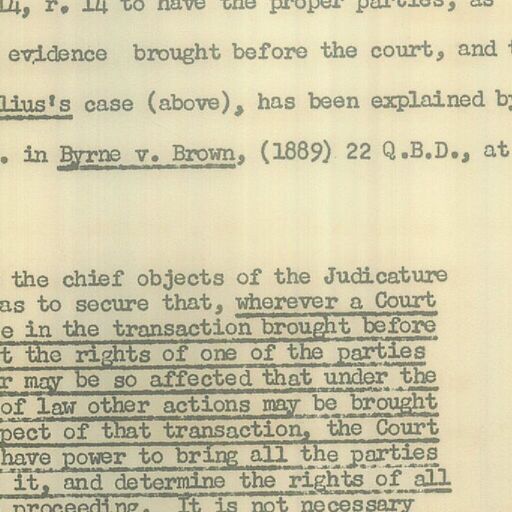 14, r. 14 to have the proper parties, as
evidence brought before the court, and
lius's case (above), has been explained by
. in Byrne v. Brown, (1889) 22 Q.B.D., at
the chief objects of the Judicature
as to secure that, wherever a Court
e in the transaction brought before
t the rights of one of the parties
r may be so affected that under the
of law other actions may be brought
pect of that transaction, the Court
have power to bring all the parties
it, and determine the rights of all
proceeding. It is not necessary